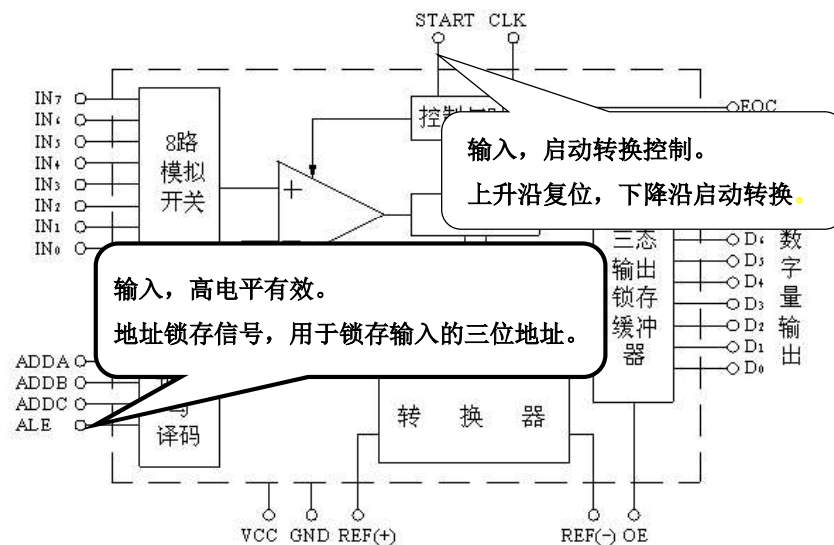 START CLK
IN7
IN6
IN5
IN4
IN3
IN2
IN1
IN0
8路
模拟
开关
控制
EOC
输入，启动转换控制。
上升沿复位，下降沿启动转换。
+
三态
输出
锁存
缓冲
器
D6
D5
D4
D3
D2
D1
D0
数
字
量
输
出
输入，高电平有效。
地址锁存信号，用于锁存输入的三位地址。
ADDA
ADDB
ADDC
ALE
译码
转 换 器
VCC GND REF(+) REF(-) OE